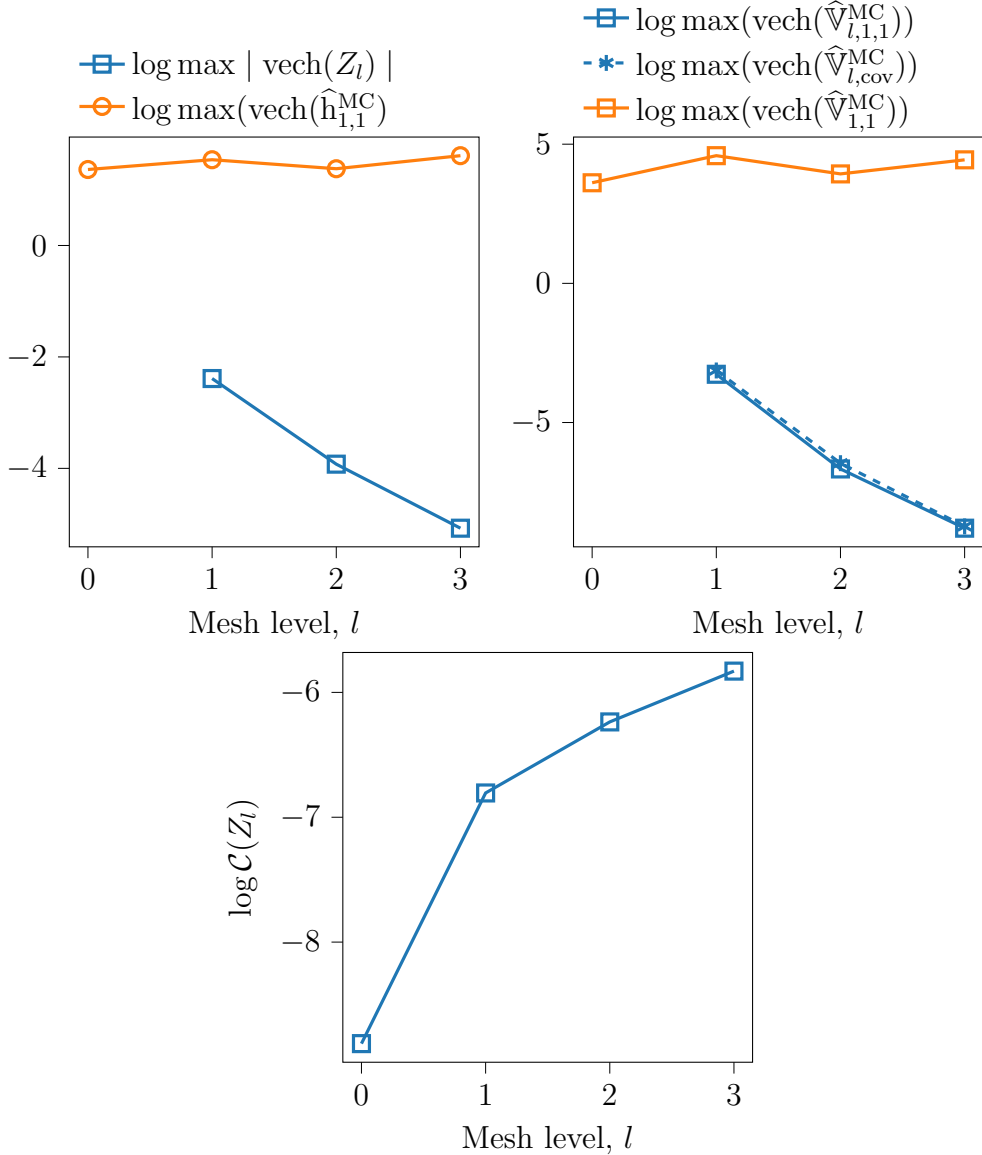 log max | vech(Z_l) |
log max(vech(ĥ^MC_1,1)
0
−2
−4
0 1 2 3
Mesh level, l
log max(vech(𝕍̂^MC_l,1,1))
log max(vech(𝕍̂^MC_l,cov))
log max(vech(𝕍̂^MC_1,1))
5
0
−5
0 1 2 3
Mesh level, l
log 𝒞(Z_l)
−6
−7
−8
0 1 2 3
Mesh level, l